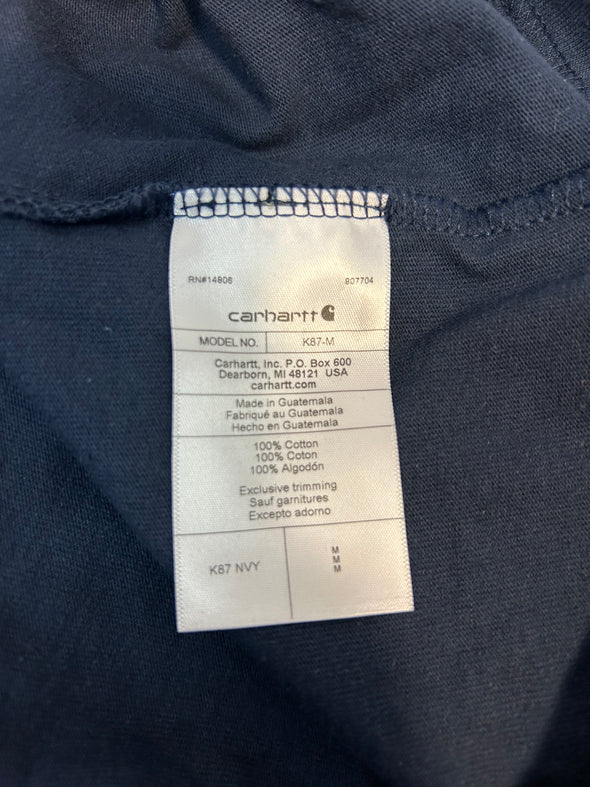 RN#14806 807704
carhartt
MODEL NO. K87-M
Carhartt, Inc. P.O. Box 600
Dearborn, MI 48121 USA
carhartt.com
Made in Guatemala
Fabriqué au Guatemala
Hecho en Guatemala
100% Cotton
100% Coton
100% Algodón
Exclusive trimming
Sauf garnitures
Excepto adorno
K87 NVY
M
M
M